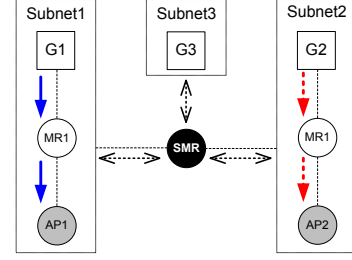 Subnet1 Subnet3 Subnet2
G1 G3 G2
MR1 SMR MR1
AP1 AP2